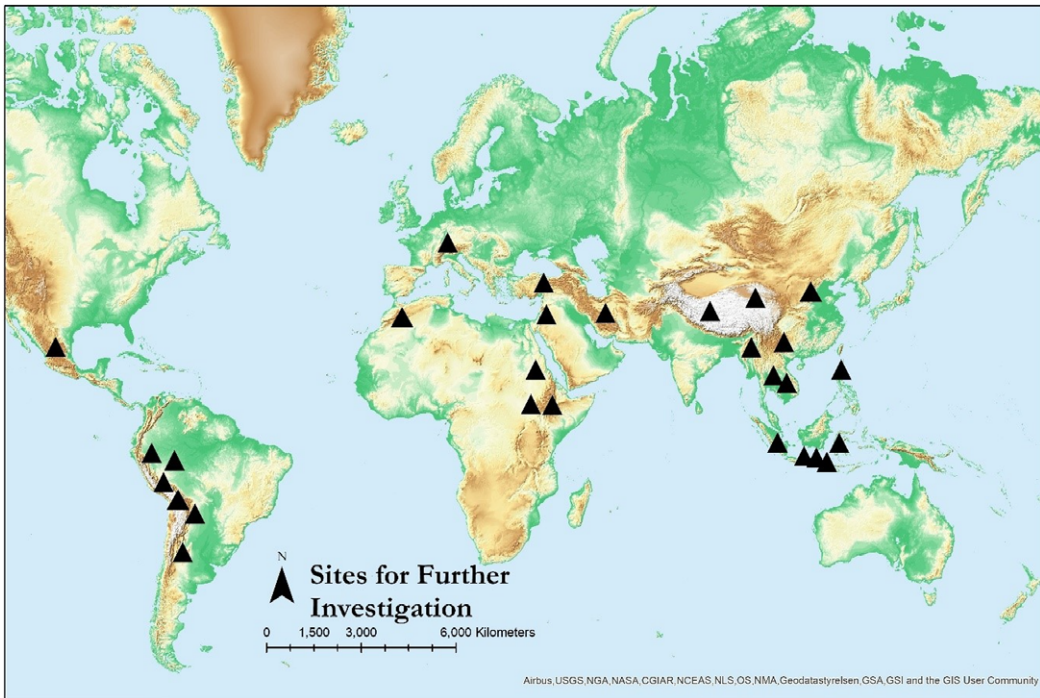 N
Sites for Further
Investigation
0 1,500 3,000 6,000 Kilometers
Airbus,USGS,NGA,NASA,CGIAR,NCEAS,NLS,OS,NMA,Geodatastyrelsen,GSA,GSI and the GIS User Community